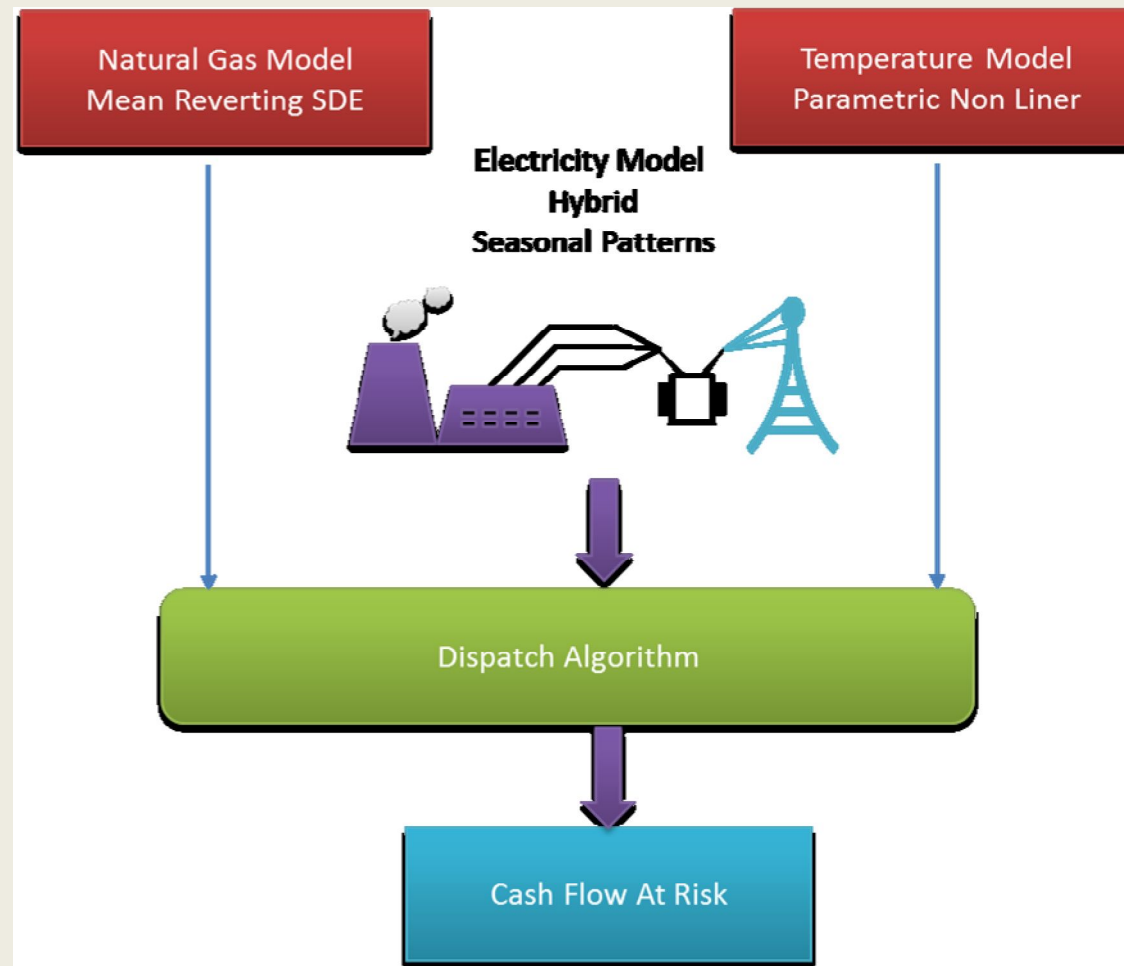 Natural Gas Model
Mean Reverting SDE
Temperature Model
Parametric Non Liner
Electricity Model
Hybrid
Seasonal Patterns
Dispatch Algorithm
Cash Flow At Risk